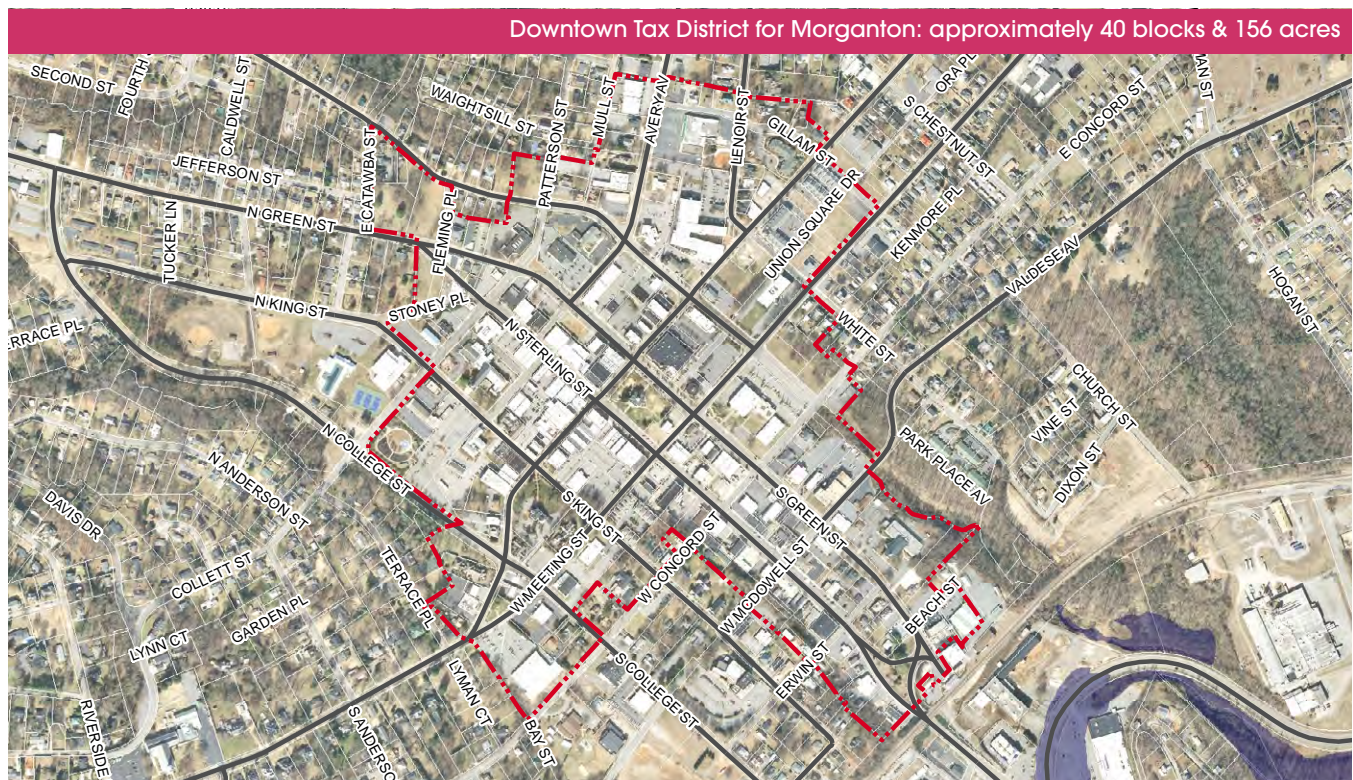 Downtown Tax District for Morganton: approximately 40 blocks & 156 acres
SECOND ST
FOURTH
CALDWELL ST
WAIGHTSILL ST
PATTERSON ST
MULL ST
AVERY AV
LENOIR ST
GILLAM ST
ORA PL
S CHESTNUT ST
E CONCORD ST
MAN ST
JEFFERSON ST
E CATAWBA ST
N GREEN ST
TUCKER LN
FLEMING PL
UNION SQUARE DR
KENMORE PL
VALDESE AV
HOGAN ST
N KING ST
STONEY PL
ERRACE PL
N STERLING ST
WHITE ST
CHURCH ST
VINE ST
DIXON ST
PARK PLACE AV
N COLLEGE ST
N ANDERSON ST
DAVIS DR
COLLETT ST
TERRACE PL
GARDEN PL
LYNN CT
S KING ST
W MEETING ST
W CONCORD ST
S GREEN ST
W MCDOWELL ST
BEACH ST
ERWIN ST
S COLLEGE ST
LYMAN CT
BAY ST
S ANDERSO
RIVERSIDE